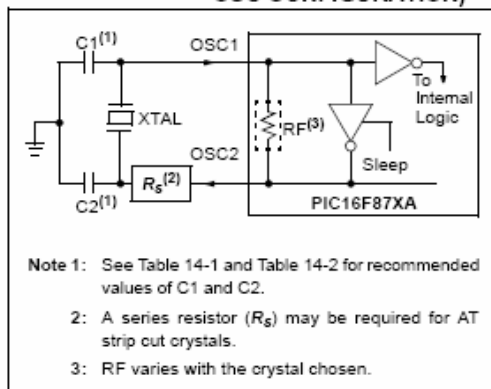 C1(1)
OSC1
To
Internal
Logic
XTAL
RF(3)
OSC2
Sleep
C2(1)
Rs(2)
PIC16F87XA
Note 1: See Table 14-1 and Table 14-2 for recommended
values of C1 and C2.
2: A series resistor (Rs) may be required for AT
strip cut crystals.
3: RF varies with the crystal chosen.